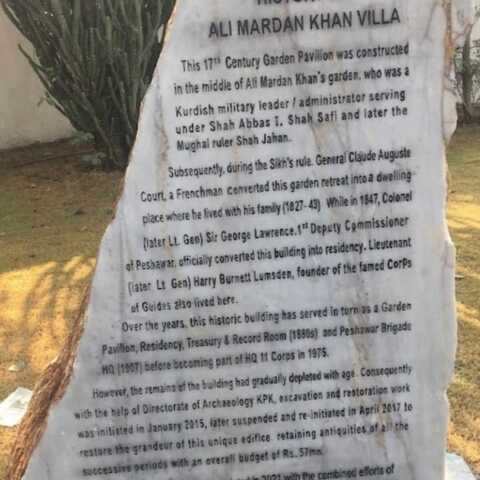 ALI MARDAN KHAN VILLA
This 17th Century Garden Pavilion was constructed
in the middle of Ali Mardan Khan's garden, who was a
Kurdish military leader / administrator serving
under Shah Abbas I, Shah Safi and later the
Mughal ruler Shah Jahan.
Subsequently, during the Sikh's rule. General Claude Auguste
Court, a Frenchman converted this garden retreat into a dwelling
place where he lived with his family (1827- 43) While in 1847, Colonel
(later Lt. Gen) Sir George Lawrence, 1st Deputy Commissioner
of Peshawar, officially converted this building into residency. Lieutenant
(later Lt Gen) Harry Burnett Lumsden, founder of the famed Corps
of Guides also lived here.
Over the years, this historic building has served in turn as a Garden
Pavilion, Residency, Treasury & Record Room (1880s) and Peshawar Brigade
HQ (1907) before becoming part of HQ 11 Corps in 1975.
However, the remains of the building had gradually depleted with age. Consequently
with the help of Directorate of Archaeology KPK, excavation and restoration work
was initiated in January 2015, later suspended and re-initiated in April 2017 to
restore the grandeur of this unique edifice retaining antiquities of all the
successive periods with an overall budget of Rs.57mn.
in 2021 with the combined efforts of